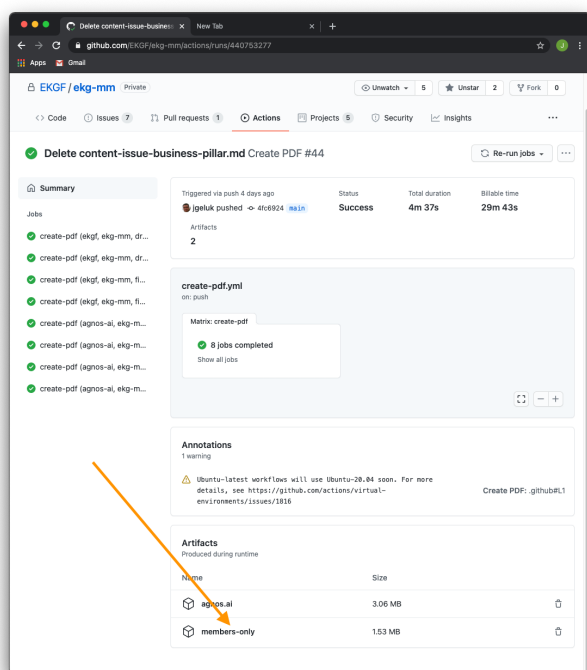 Delete content-issue-business
New Tab
github.com/EKGF/ekg-mm/actions/runs/440753277
J
Apps
Gmail
EKGF / ekg-mm Private
Unwatch 5
Unstar 2
Fork 0
Code
Issues 7
Pull requests 1
Actions
Projects 5
Security
Insights
Delete content-issue-business-pillar.md Create PDF #44
Re-run jobs
Summary
Jobs
create-pdf (ekgf, ekg-mm, dr...
create-pdf (ekgf, ekg-mm, dr...
create-pdf (ekgf, ekg-mm, fi...
create-pdf (ekgf, ekg-mm, fi...
create-pdf (agnos-ai, ekg-m...
create-pdf (agnos-ai, ekg-m...
create-pdf (agnos-ai, ekg-m...
create-pdf (agnos-ai, ekg-m...
Triggered via push 4 days ago
jgeluk pushed 4fc6924 main
Status
Success
Total duration
4m 37s
Billable time
29m 43s
Artifacts
2
create-pdf.yml
on: push
Matrix: create-pdf
8 jobs completed
Show all jobs
Annotations
1 warning
Ubuntu-latest workflows will use Ubuntu-20.04 soon. For more
details, see https://github.com/actions/virtual-
environments/issues/1816
Create PDF: .github#L1
Artifacts
Produced during runtime
Name Size
agnos.ai 3.06 MB
members-only 1.53 MB